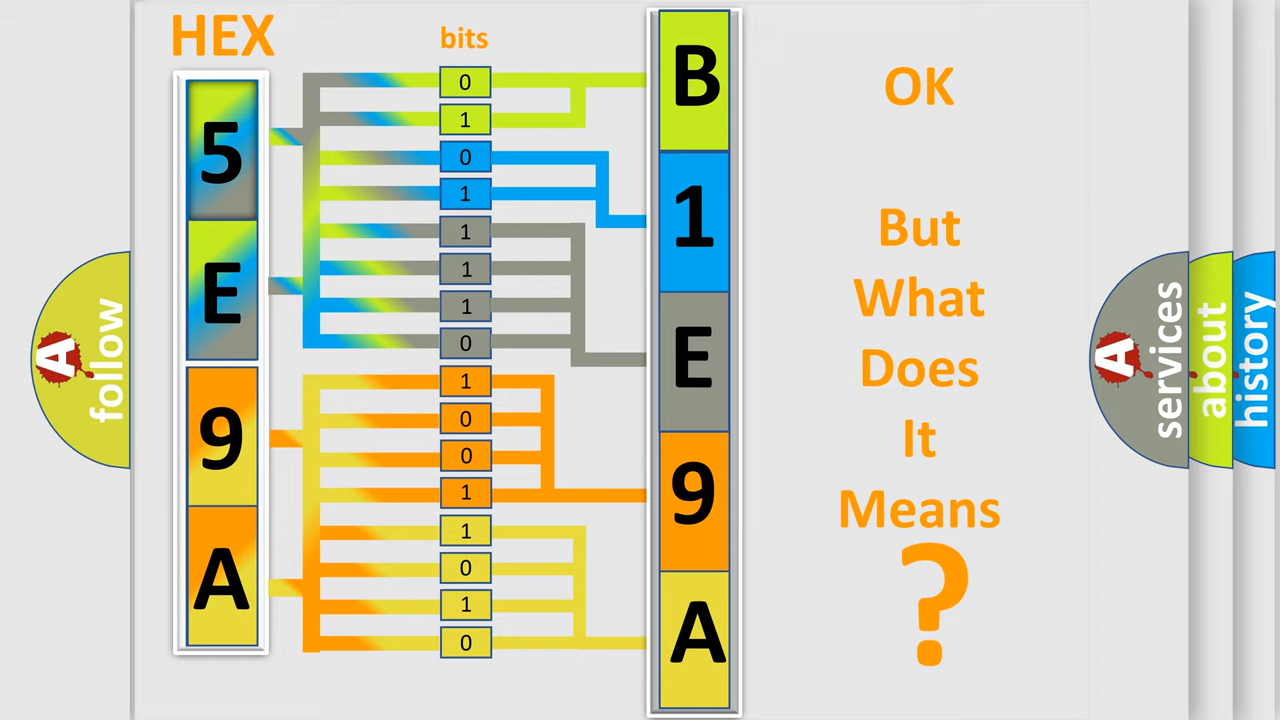 HEX
bits
5
E
9
A
0
1
0
1
1
1
1
0
1
0
0
1
1
0
1
0
B
1
E
9
A
OK
But
What
Does
It
Means
?
A
follow
A
services
about
history